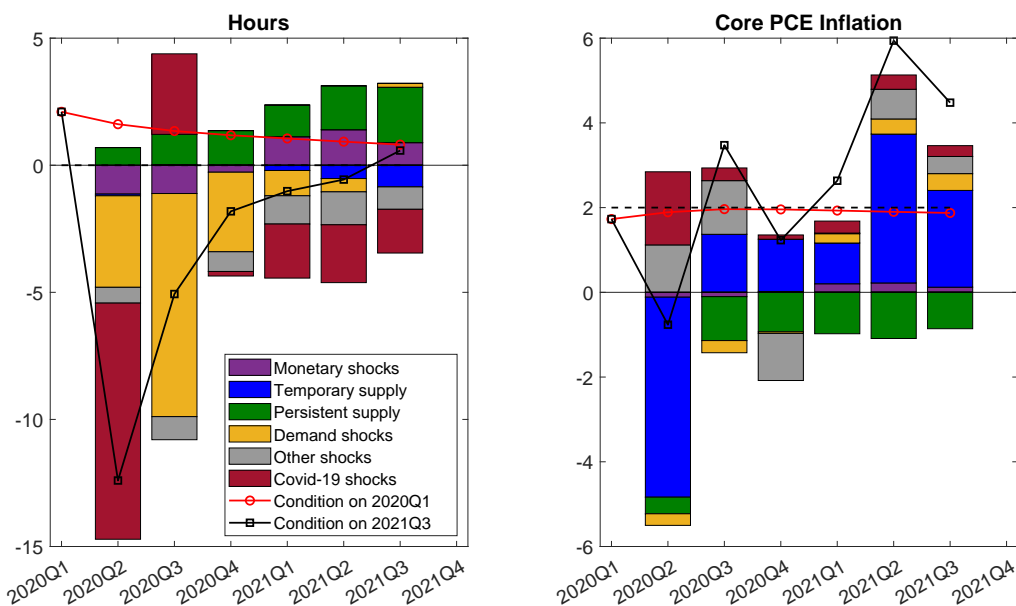 Hours
5
0
-5
-10
-15
Monetary shocks
Temporary supply
Persistent supply
Demand shocks
Other shocks
Covid-19 shocks
Condition on 2020Q1
Condition on 2021Q3
2020Q1
2020Q2
2020Q3
2020Q4
2021Q1
2021Q2
2021Q3
2021Q4
Core PCE Inflation
6
4
2
0
-2
-4
-6
2020Q1
2020Q2
2020Q3
2020Q4
2021Q1
2021Q2
2021Q3
2021Q4